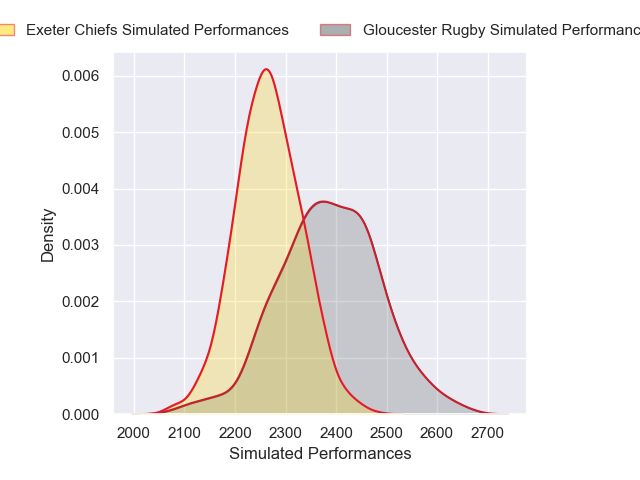 Exeter Chiefs Simulated Performances Gloucester Rugby Simulated
0.006
0.005
0.004
0.003
0.002
0.001
0.000
Density
2000 2100 2200 2300 2400 2500 2600 2700
Simulated Performances